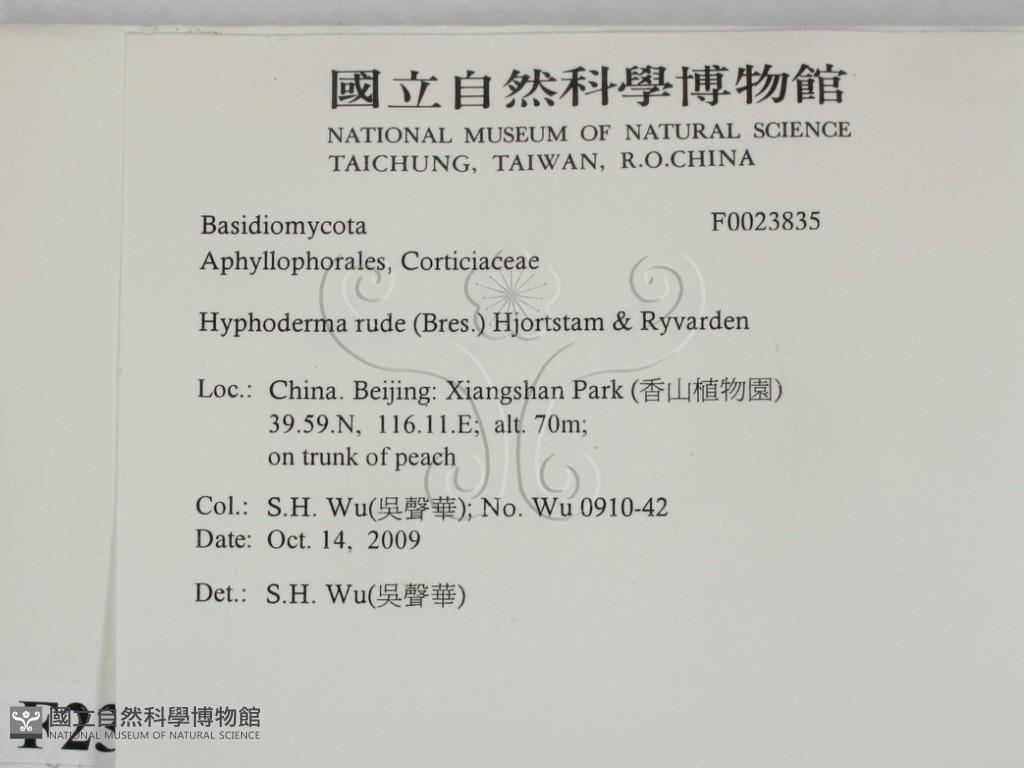 國立自然科學博物館
NATIONAL MUSEUM OF NATURAL SCIENCE
TAICHUNG, TAIWAN, R.O.CHINA
Basidiomycota F0023835
Aphyllophorales, Corticiaceae
Hyphoderma rude (Bres.) Hjortstam & Ryvarden
Loc.: China. Beijing: Xiangshan Park (香山植物園)
39.59.N, 116.11.E; alt. 70m;
on trunk of peach
Col.: S.H. Wu(吳聲華); No. Wu 0910-42
Date: Oct. 14, 2009
Det.: S.H. Wu(吳聲華)
F23
國立自然科學博物館
NATIONAL MUSEUM OF NATURAL SCIENCE